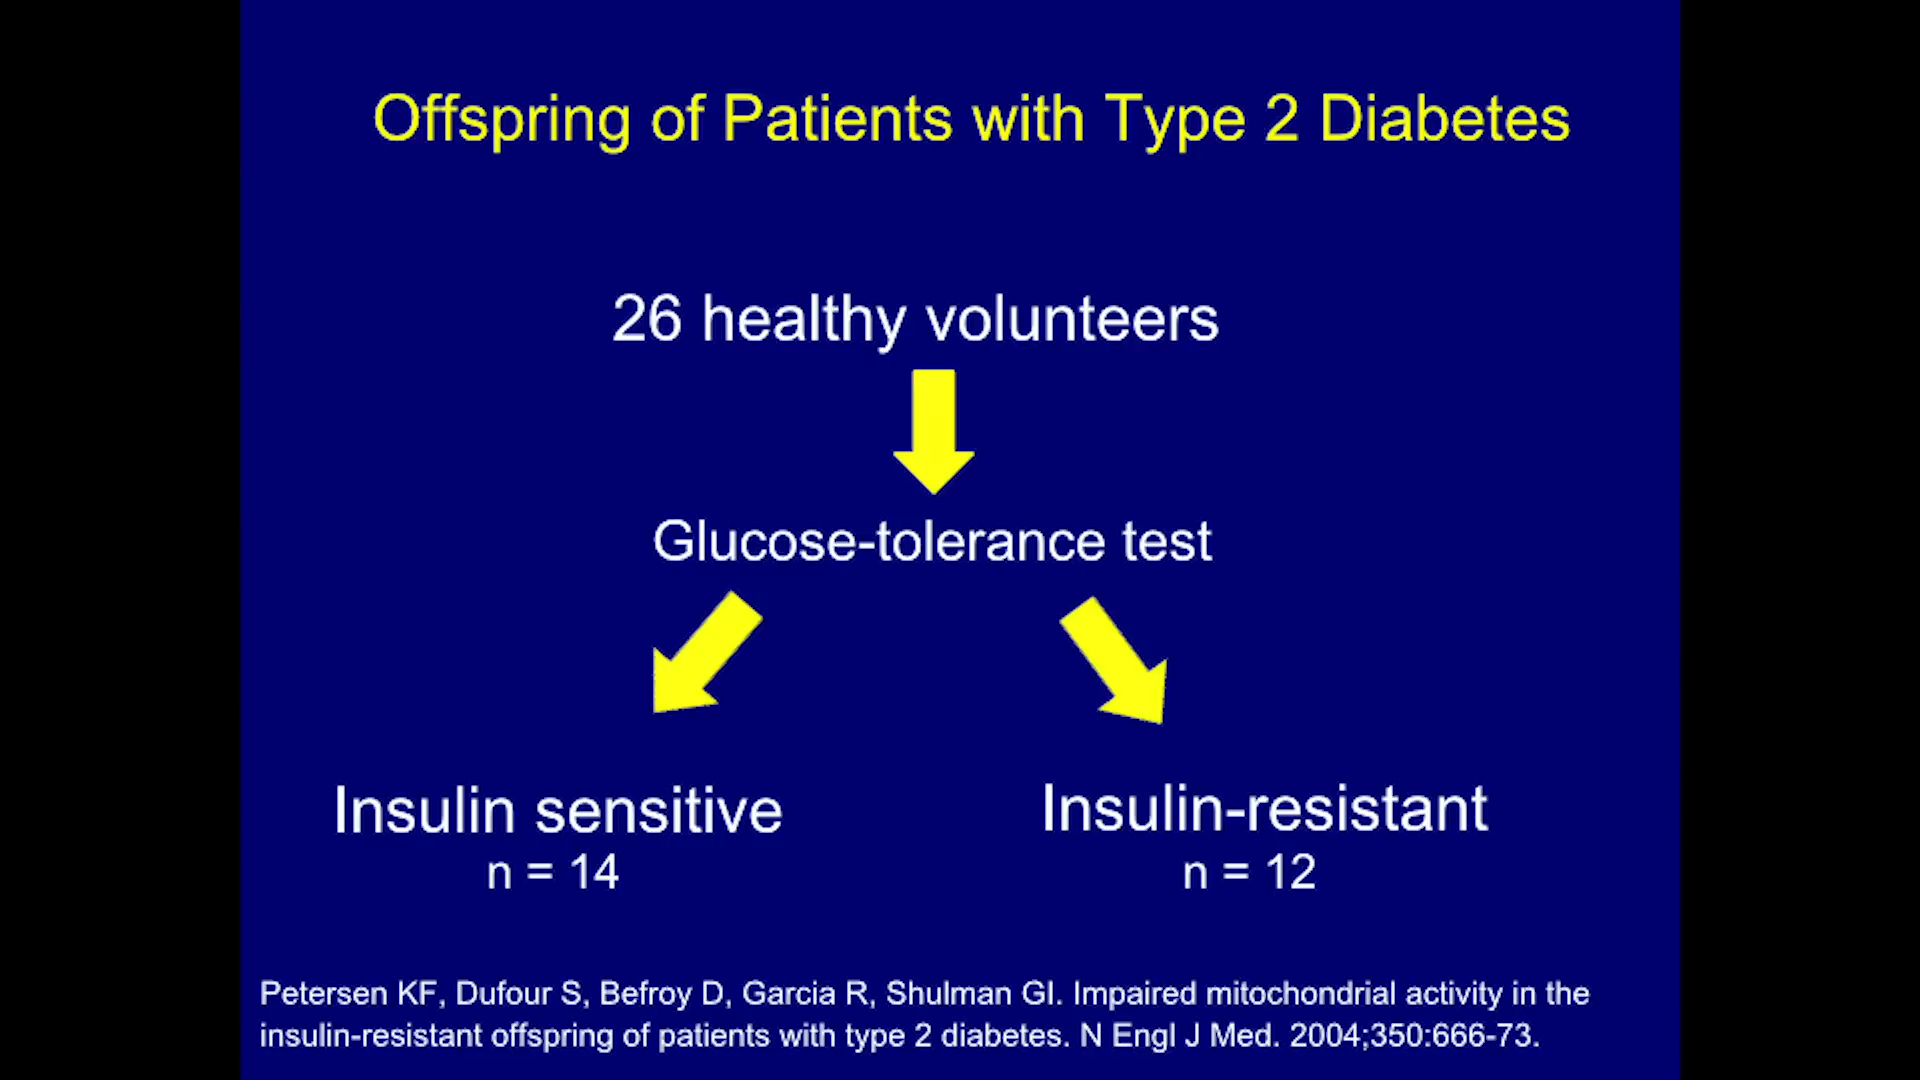 Offspring of Patients with Type 2 Diabetes
26 healthy volunteers
Glucose-tolerance test
Insulin sensitive
n = 14
Insulin-resistant
n = 12
Petersen KF, Dufour S, Befroy D, Garcia R, Shulman GI. Impaired mitochondrial activity in the
insulin-resistant offspring of patients with type 2 diabetes. N Engl J Med. 2004;350:666-73.